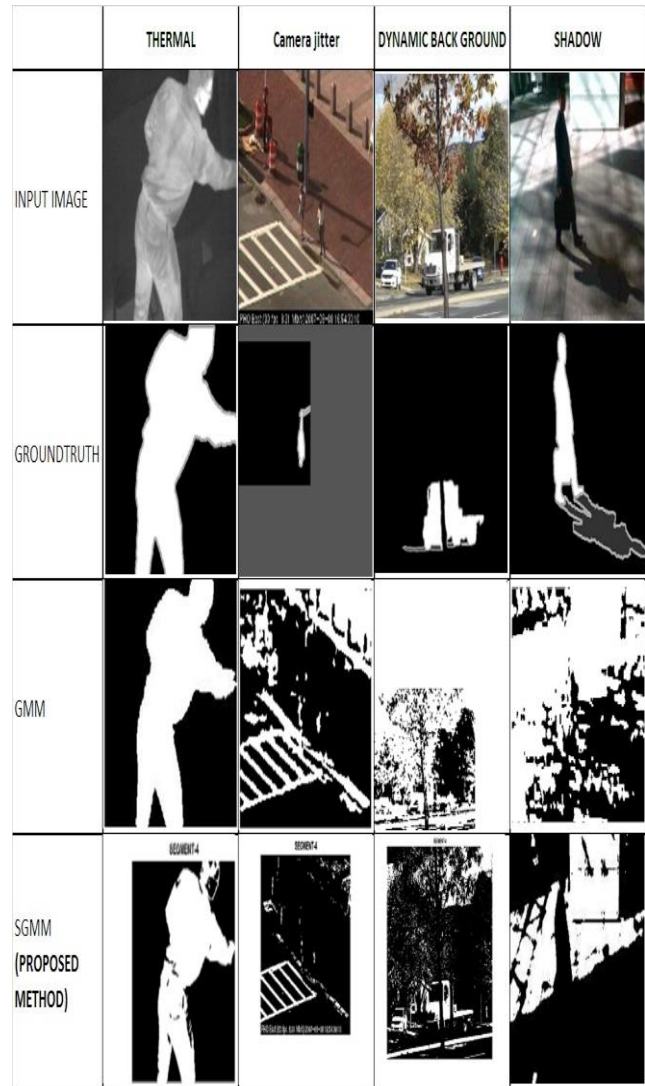 THERMAL
Camera jitter
DYNAMIC BACK GROUND
SHADOW
INPUT IMAGE
GROUNDTRUTH
GMM
SEGMENT-4
SEGMENT-4
SGMM
(PROPOSED
METHOD)